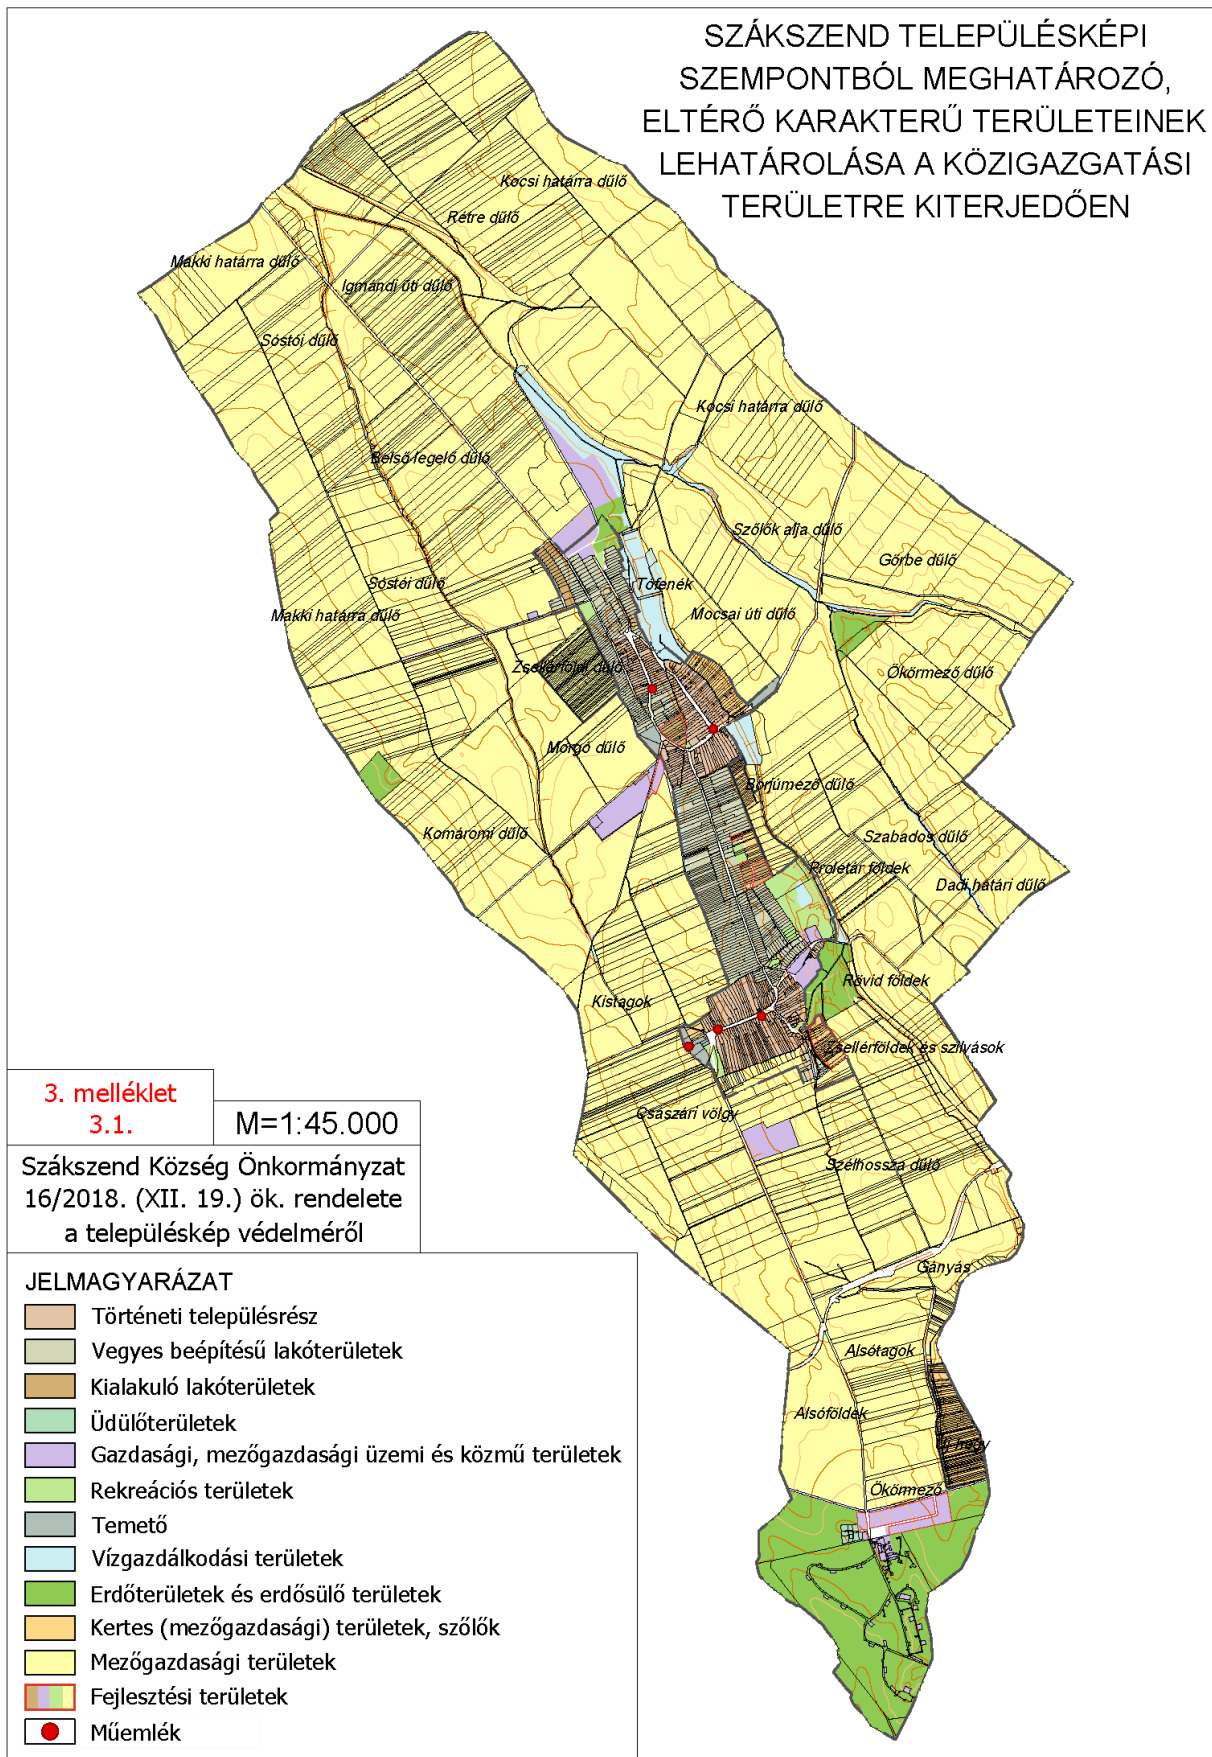 SZÁKSZEND TELEPÜLÉSKÉPI
SZEMPONTBÓL MEGHATÁROZÓ,
ELTÉRŐ KARAKTERŰ TERÜLETEINEK
LEHATÁROLÁSA A KÖZIGAZGATÁSI
TERÜLETRE KITERJEDŐEN
Kocsi határra dűlő
Rétre dűlő
Makki határra dűlő
Igmándi úti dűlő
Sóstói dűlő
Kocsi határra dűlő
Belső legelő dűlő
Szőlők alja dűlő
Görbe dűlő
Sóstói dűlő
Tófenék
Makki határra dűlő
Mocsai úti dűlő
Zsellérföldi dűlő
Ökörmező dűlő
Morgó dűlő
Borjúmező dűlő
Komáromi dűlő
Szabados dűlő
Proletár földek
Dadi határi dűlő
Rövid földek
Kistagok
Zsellérföldek és szilvások
Császári völgy
Szélhossza dűlő
Gányás
Alsótagok
Alsóföldek
Új hegy
Ökörmező
3. melléklet
3.1.
M=1:45.000
Szákszend Község Önkormányzat
16/2018. (XII. 19.) ök. rendelete
a településkép védelméről
JELMAGYARÁZAT
Történeti településrész
Vegyes beépítésű lakóterületek
Kialakuló lakóterületek
Üdülőterületek
Gazdasági, mezőgazdasági üzemi és közmű területek
Rekreációs területek
Temető
Vízgazdálkodási területek
Erdőterületek és erdősülő területek
Kertes (mezőgazdasági) területek, szőlők
Mezőgazdasági területek
Fejlesztési területek
Műemlék